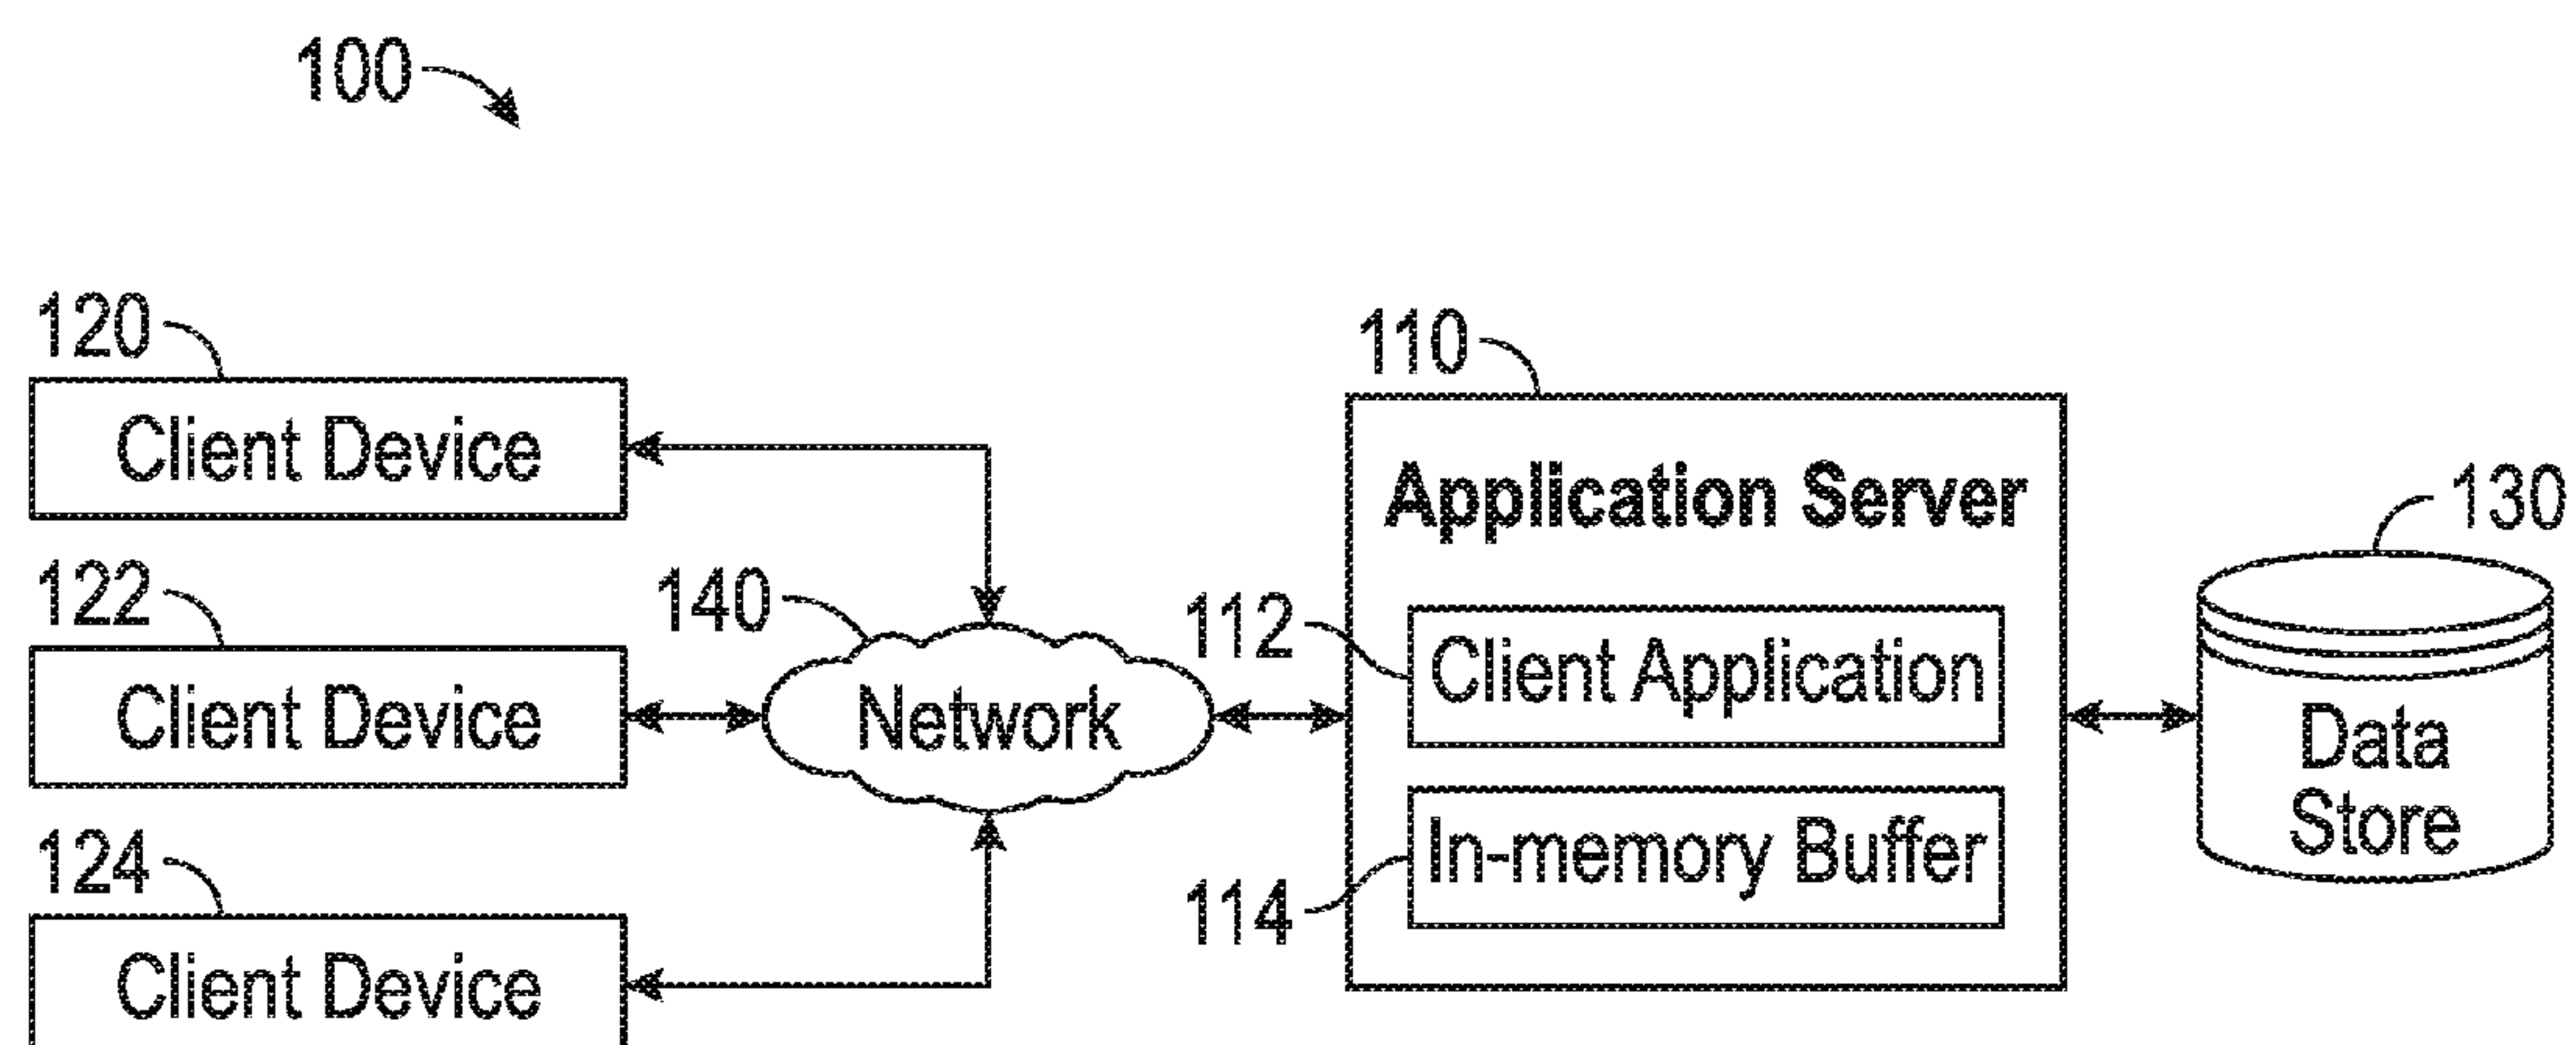 100
120
Client Device
122
Client Device
124
Client Device
140
Network
110
Application Server
112
Client Application
114
In-memory Buffer
130
Data
Store